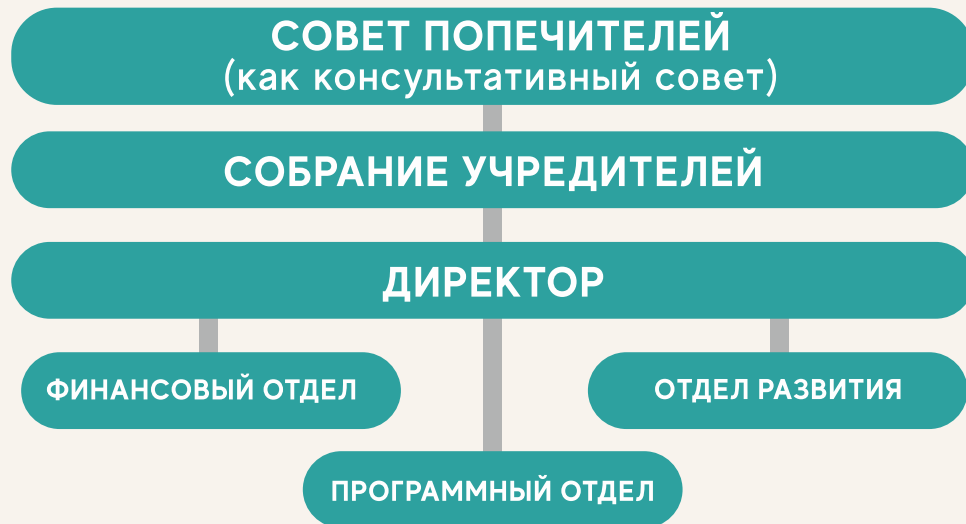 СОВЕТ ПОПЕЧИТЕЛЕЙ
(как консультативный совет)
СОБРАНИЕ УЧРЕДИТЕЛЕЙ
ДИРЕКТОР
ФИНАНСОВЫЙ ОТДЕЛ
ОТДЕЛ РАЗВИТИЯ
ПРОГРАММНЫЙ ОТДЕЛ